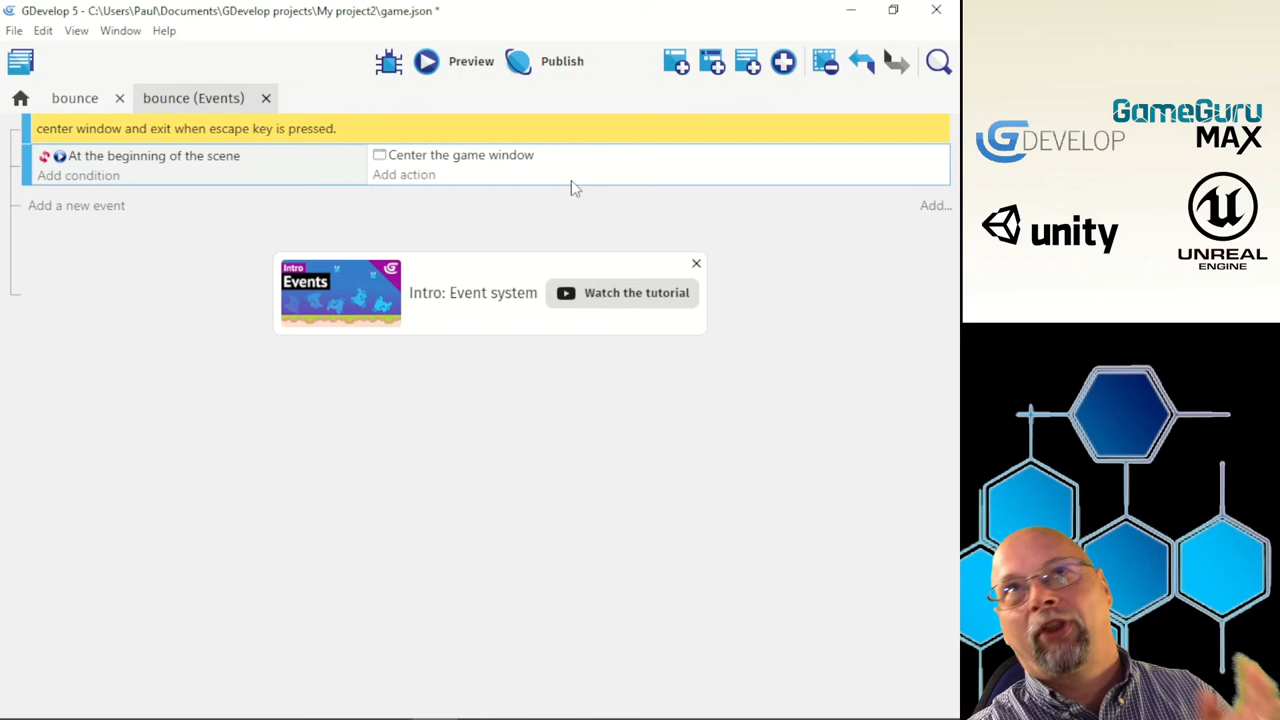 GDevelop 5 - C:\Users\Paul\Documents\GDevelop projects\My project2\game.json *
File Edit View Window Help
Preview Publish
bounce bounce (Events)
center window and exit when escape key is pressed.
At the beginning of the scene Center the game window
Add condition Add action
Add a new event Add...
Intro
Events
Intro: Event system Watch the tutorial
GameGuru
MAX
GDEVELOP
unity
UNREAL
ENGINE